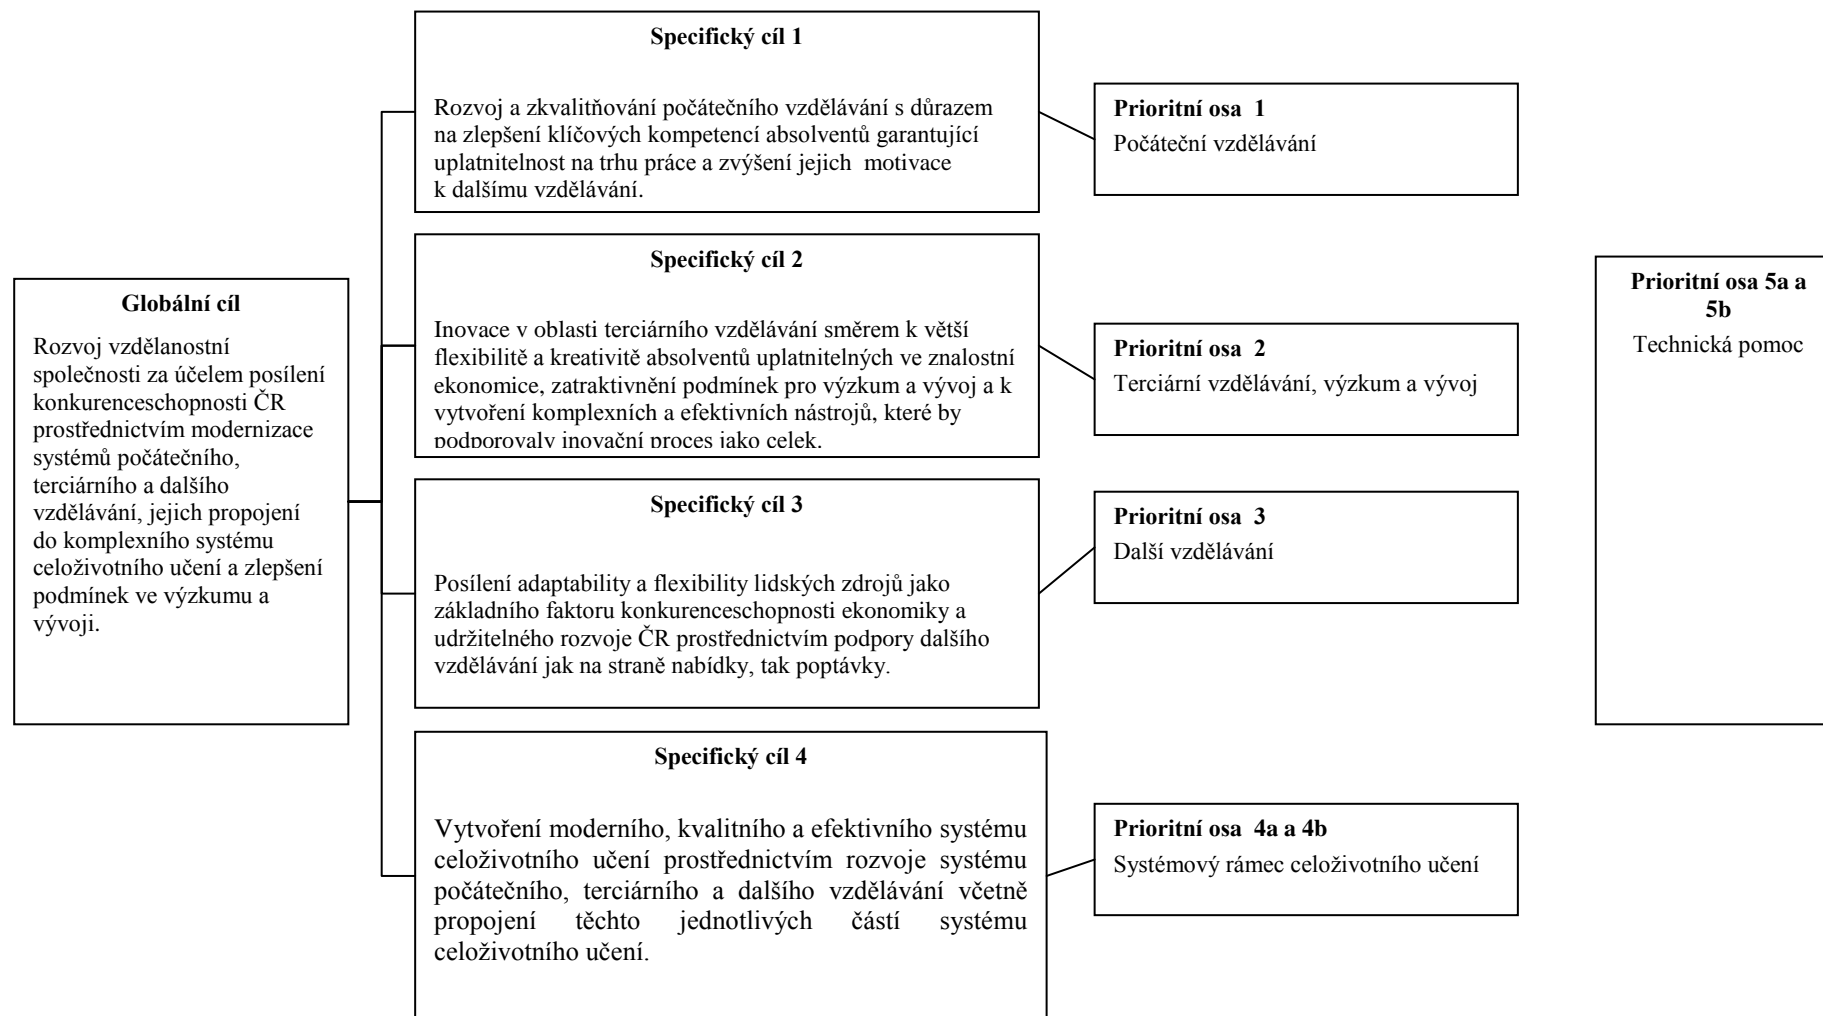 Globální cíl
Rozvoj vzdělanostní
společnosti za účelem posílení
konkurenceschopnosti ČR
prostřednictvím modernizace
systémů počátečního,
terciárního a dalšího
vzdělávání, jejich propojení
do komplexního systému
celoživotního učení a zlepšení
podmínek ve výzkumu a
vývoji.
Specifický cíl 1
Rozvoj a zkvalitňování počátečního vzdělávání s důrazem
na zlepšení klíčových kompetencí absolventů garantující
uplatnitelnost na trhu práce a zvýšení jejich motivace
k dalšímu vzdělávání.
Prioritní osa 1
Počáteční vzdělávání
Specifický cíl 2
Inovace v oblasti terciárního vzdělávání směrem k větší
flexibilitě a kreativitě absolventů uplatnitelných ve znalostní
ekonomice, zatraktivnění podmínek pro výzkum a vývoj a k
vytvoření komplexních a efektivních nástrojů, které by
podporovaly inovační proces jako celek.
Prioritní osa 2
Terciární vzdělávání, výzkum a vývoj
Specifický cíl 3
Posílení adaptability a flexibility lidských zdrojů jako
základního faktoru konkurenceschopnosti ekonomiky a
udržitelného rozvoje ČR prostřednictvím podpory dalšího
vzdělávání jak na straně nabídky, tak poptávky.
Prioritní osa 3
Další vzdělávání
Specifický cíl 4
Vytvoření moderního, kvalitního a efektivního systému
celoživotního učení prostřednictvím rozvoje systému
počátečního, terciárního a dalšího vzdělávání včetně
propojení těchto jednotlivých částí systému
celoživotního učení.
Prioritní osa 4a a 4b
Systémový rámec celoživotního učení
Prioritní osa 5a a
5b
Technická pomoc